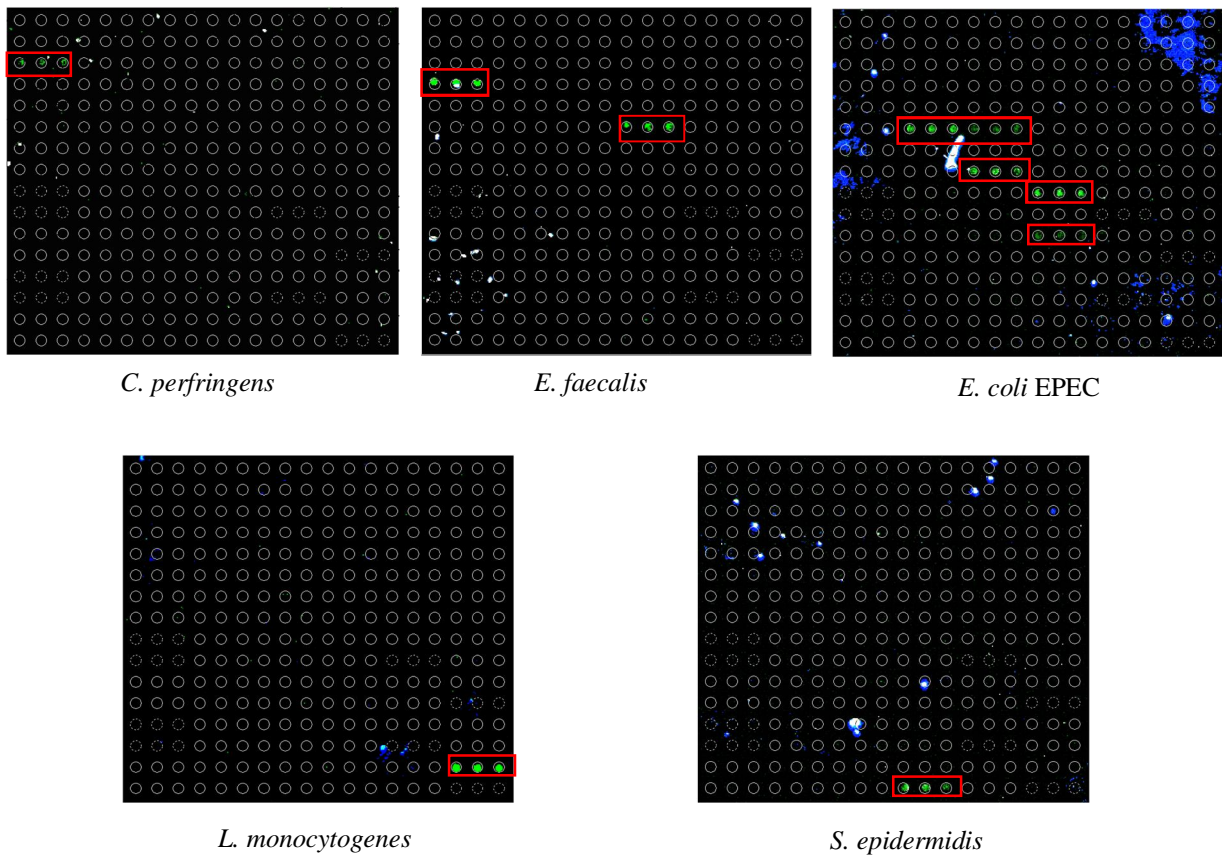 C. perfringens
E. faecalis
E. coli EPEC
L. monocytogenes
S. epidermidis